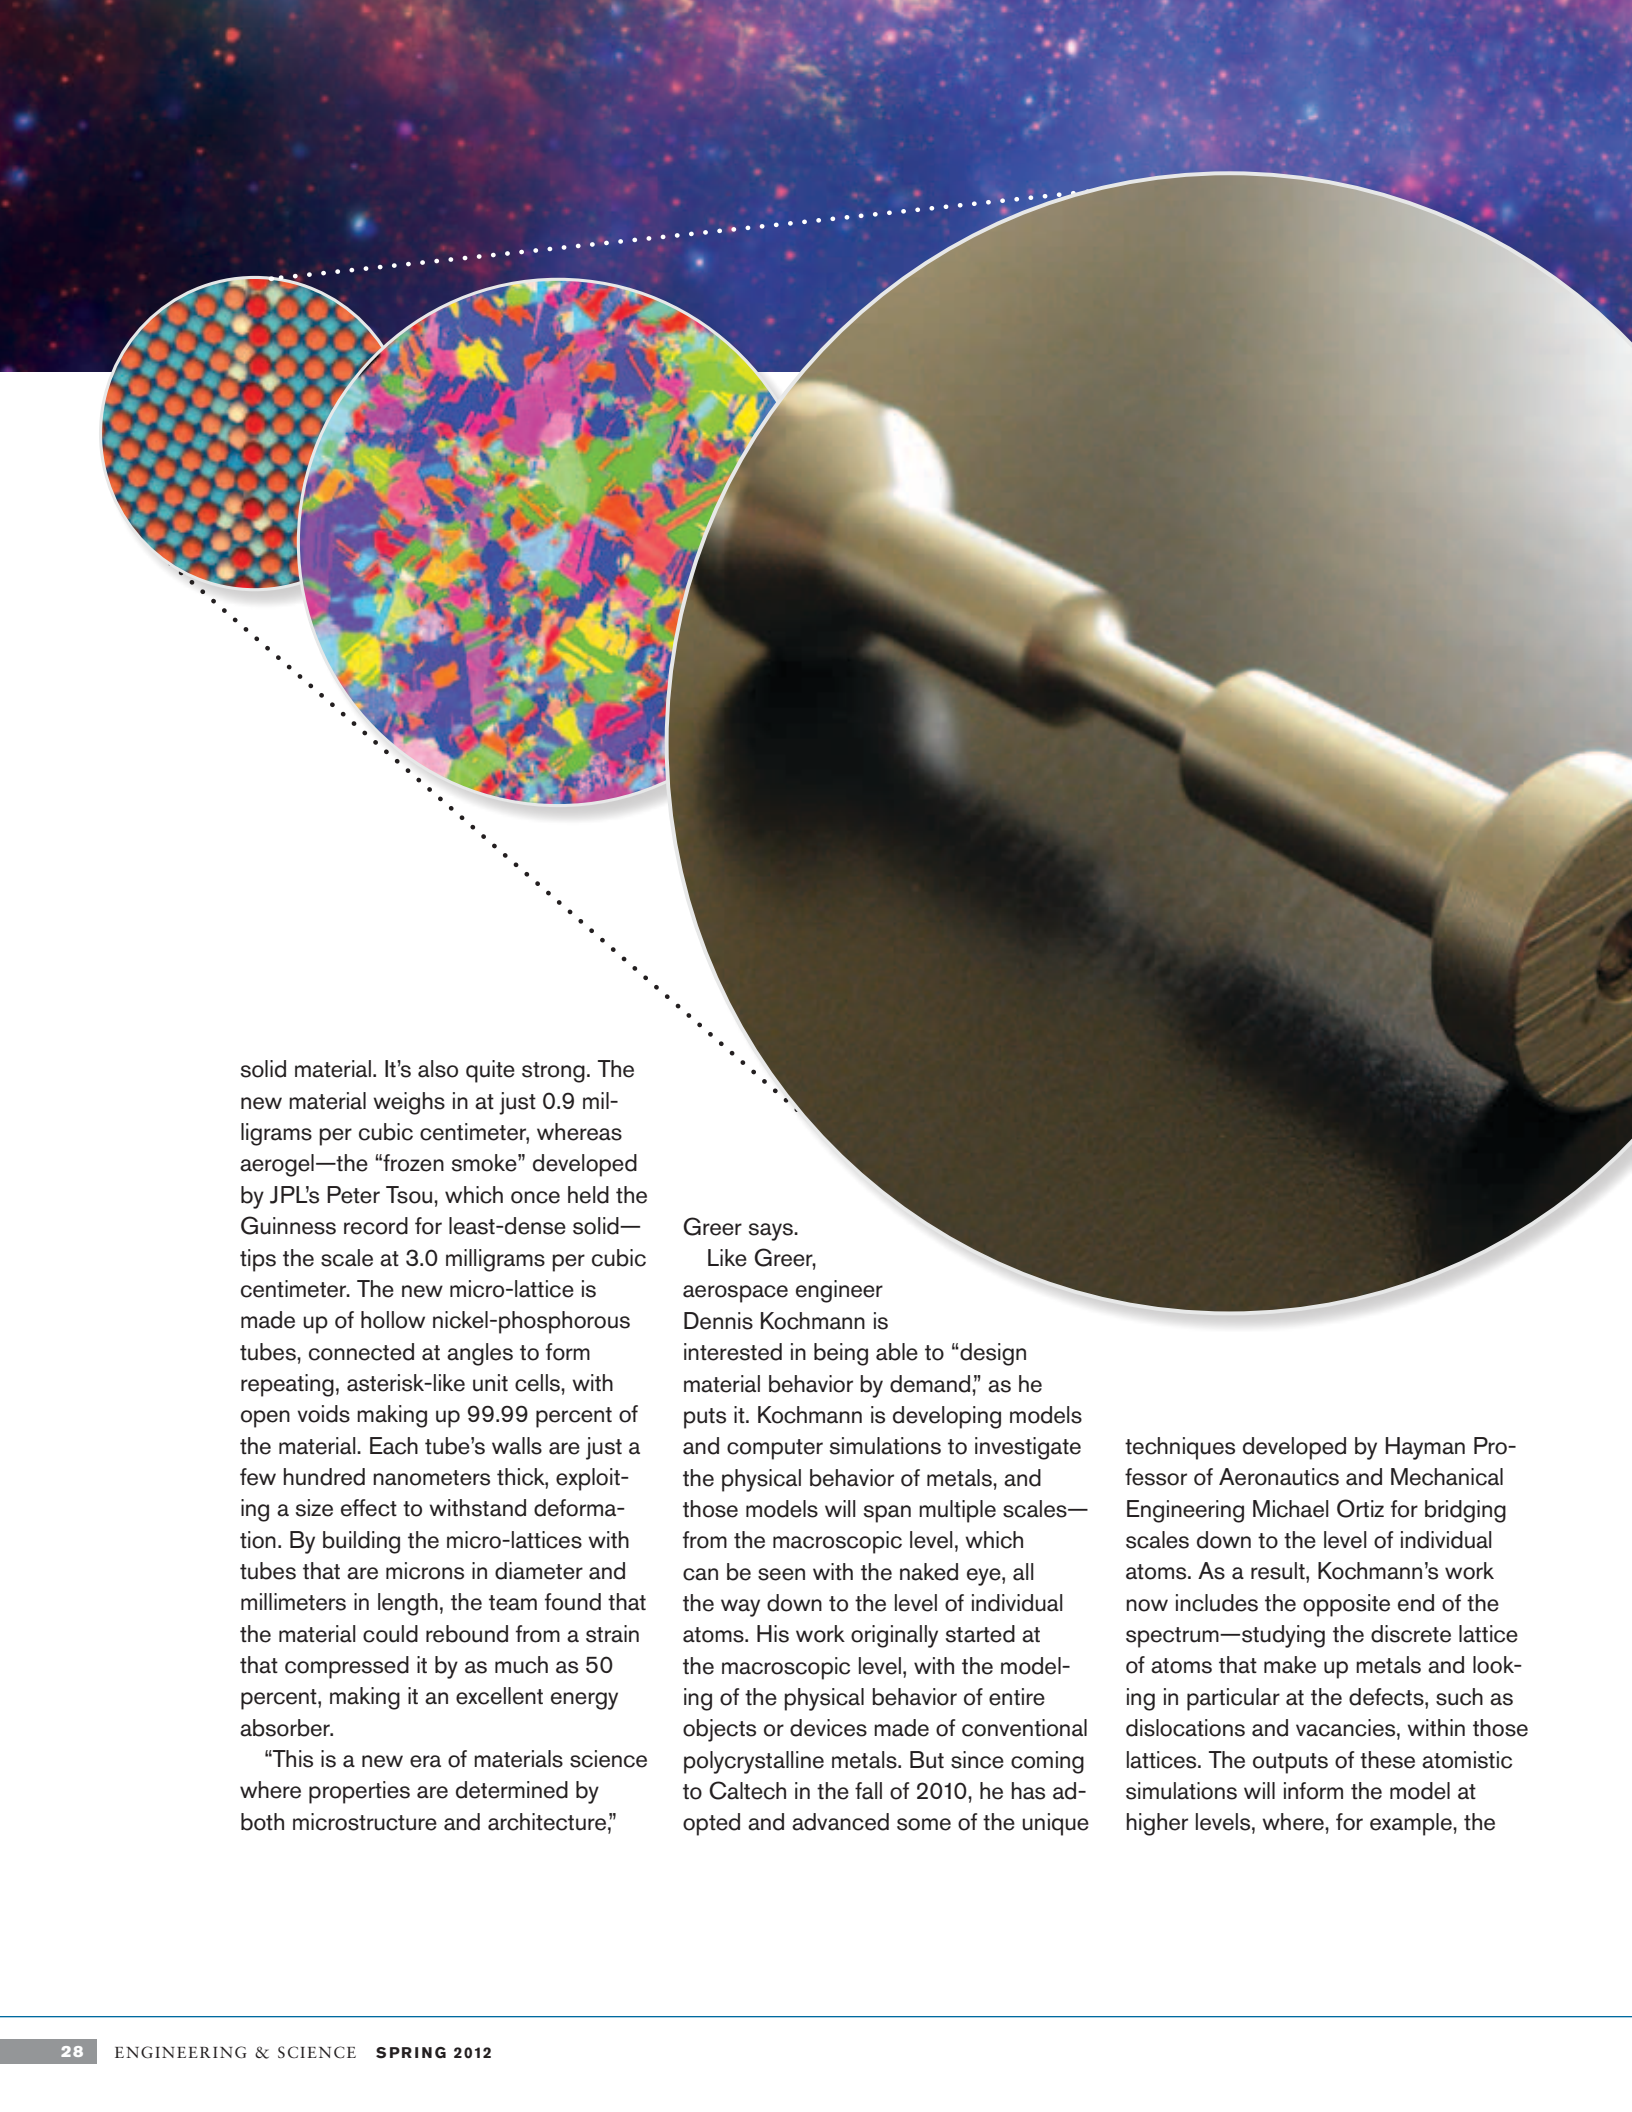 solid material. It’s also quite strong. The
new material weighs in at just 0.9 mil-
ligrams per cubic centimeter, whereas
aerogel—the “frozen smoke” developed
by JPL’s Peter Tsou, which once held the
Guinness record for least-dense solid—
tips the scale at 3.0 milligrams per cubic
centimeter. The new micro-lattice is
made up of hollow nickel-phosphorous
tubes, connected at angles to form
repeating, asterisk-like unit cells, with
open voids making up 99.99 percent of
the material. Each tube’s walls are just a
few hundred nanometers thick, exploit-
ing a size effect to withstand deforma-
tion. By building the micro-lattices with
tubes that are microns in diameter and
millimeters in length, the team found that
the material could rebound from a strain
that compressed it by as much as 50
percent, making it an excellent energy
absorber.
“This is a new era of materials science
where properties are determined by
both microstructure and architecture,”
Greer says.
Like Greer,
aerospace engineer
Dennis Kochmann is
interested in being able to “design
material behavior by demand,” as he
puts it. Kochmann is developing models
and computer simulations to investigate
the physical behavior of metals, and
those models will span multiple scales—
from the macroscopic level, which
can be seen with the naked eye, all
the way down to the level of individual
atoms. His work originally started at
the macroscopic level, with the model-
ing of the physical behavior of entire
objects or devices made of conventional
polycrystalline metals. But since coming
to Caltech in the fall of 2010, he has ad-
opted and advanced some of the unique
techniques developed by Hayman Pro-
fessor of Aeronautics and Mechanical
Engineering Michael Ortiz for bridging
scales down to the level of individual
atoms. As a result, Kochmann’s work
now includes the opposite end of the
spectrum—studying the discrete lattice
of atoms that make up metals and look-
ing in particular at the defects, such as
dislocations and vacancies, within those
lattices. The outputs of these atomistic
simulations will inform the model at
higher levels, where, for example, the
28 ENGINEERING & SCIENCE SPRING 2012